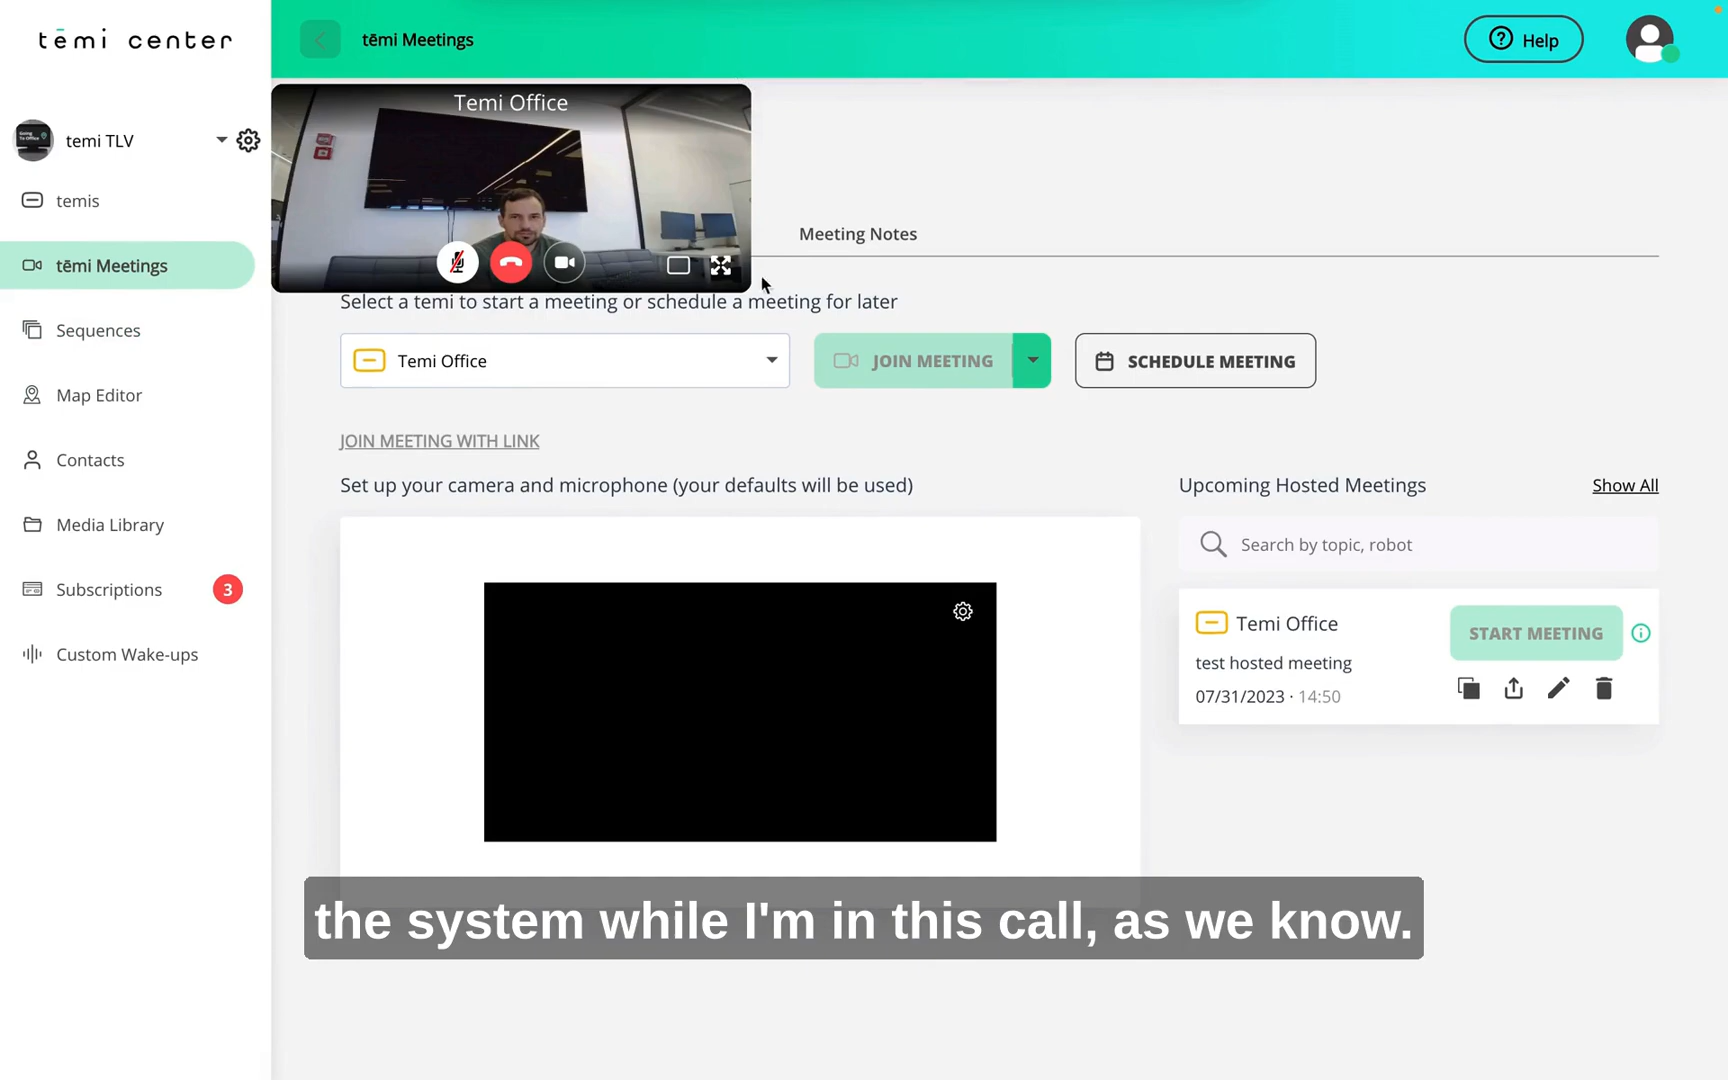 tēmi center
tēmi Meetings
Help
temi TLV
temis
tēmi Meetings
Sequences
Map Editor
Contacts
Media Library
Subscriptions
3
Custom Wake-ups
Temi Office
Meeting Notes
Select a temi to start a meeting or schedule a meeting for later
Temi Office
JOIN MEETING
SCHEDULE MEETING
JOIN MEETING WITH LINK
Set up your camera and microphone (your defaults will be used)
Upcoming Hosted Meetings
Show All
Search by topic, robot
Temi Office
START MEETING
test hosted meeting
07/31/2023 · 14:50
the system while I'm in this call, as we know.